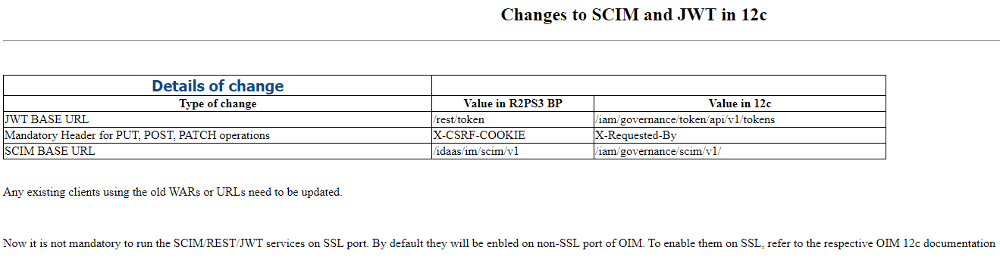 Changes to SCIM and JWT in 12c
Details of change
Type of change Value in R2PS3 BP Value in 12c
JWT BASE URL /rest/token /iam/governance/token/api/v1/tokens
Mandatory Header for PUT, POST, PATCH operations X-CSRF-COOKIE X-Requested-By
SCIM BASE URL /idaas/im/scim/v1 /iam/governance/scim/v1/
Any existing clients using the old WARs or URLs need to be updated.
Now it is not mandatory to run the SCIM/REST/JWT services on SSL port. By default they will be enbled on non-SSL port of OIM. To enable them on SSL, refer to the respective OIM 12c documentation